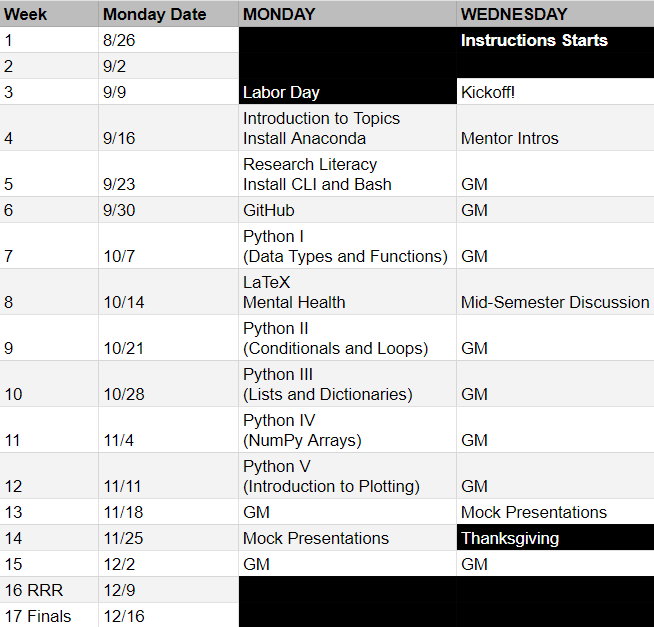 Week Monday Date MONDAY WEDNESDAY
1 8/26 Instructions Starts
2 9/2
3 9/9 Labor Day Kickoff!
Introduction to Topics
4 9/16 Install Anaconda Mentor Intros
Research Literacy
5 9/23 Install CLI and Bash GM
6 9/30 GitHub GM
Python I
7 10/7 (Data Types and Functions) GM
LaTeX
8 10/14 Mental Health Mid-Semester Discussion
Python II
9 10/21 (Conditionals and Loops) GM
Python III
10 10/28 (Lists and Dictionaries) GM
Python IV
11 11/4 (NumPy Arrays) GM
Python V
12 11/11 (Introduction to Plotting) GM
13 11/18 GM Mock Presentations
14 11/25 Mock Presentations Thanksgiving
15 12/2 GM GM
16 RRR 12/9
17 Finals 12/16